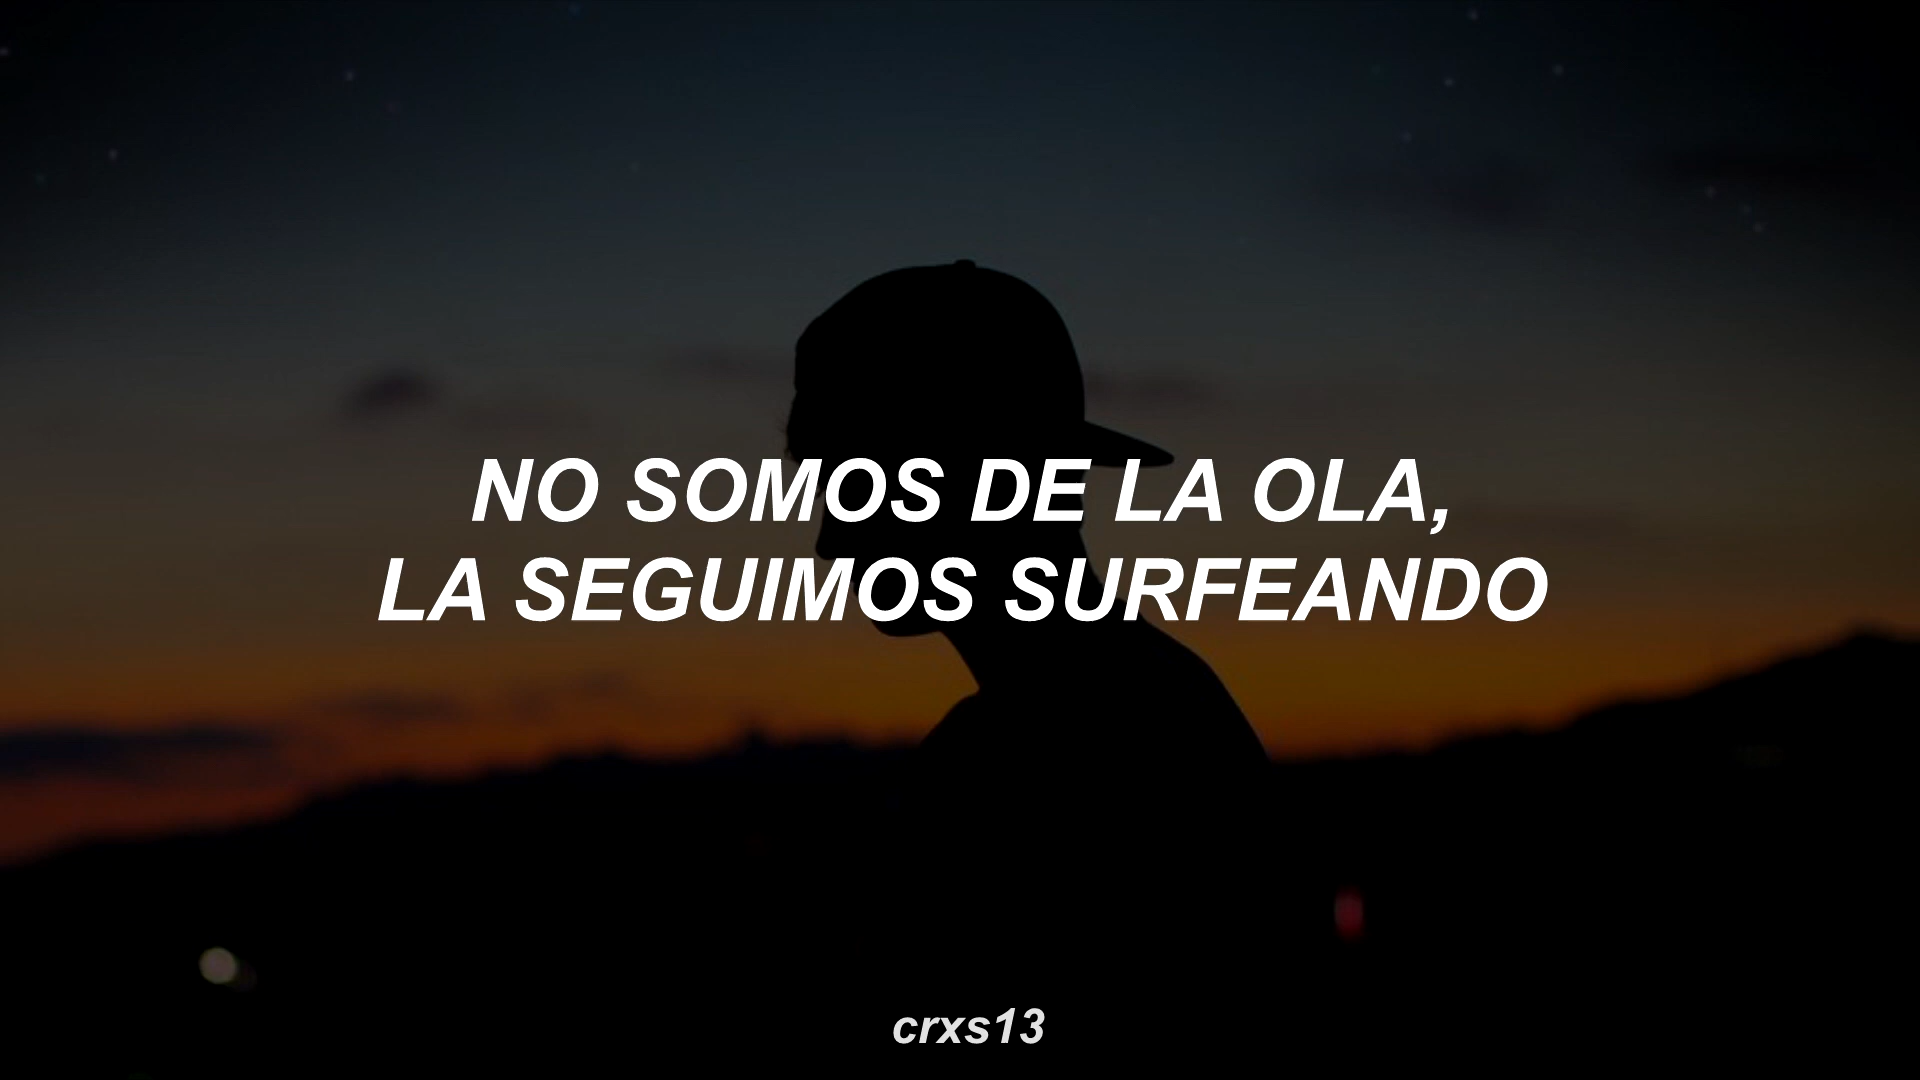 NO SOMOS DE LA OLA,
LA SEGUIMOS SURFEANDO
crxs13